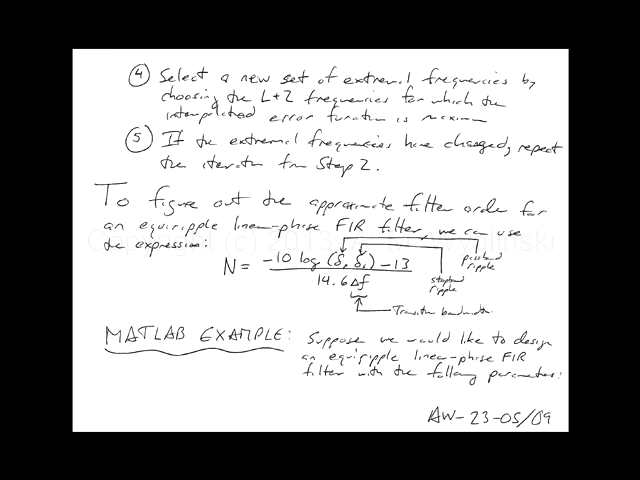 ④ Select a new set of extremal frequencies by
choosing the L+2 frequencies for which the
interpolated error function is maximum
⑤ If the extremal frequencies have changed, repeat
the iteration from Step 2.
To figure out the approximate filter order for
an equiripple linear-phase FIR filter, we can use
the expression:
passband
ripple
N = -10 log (δ₁ δ₂) - 13
14.6 Δf
stopband
ripple
Transition bandwidth
MATLAB EXAMPLE: Suppose we would like to design
an equiripple linear-phase FIR
filter with the following parameters:
AW-23-05/09